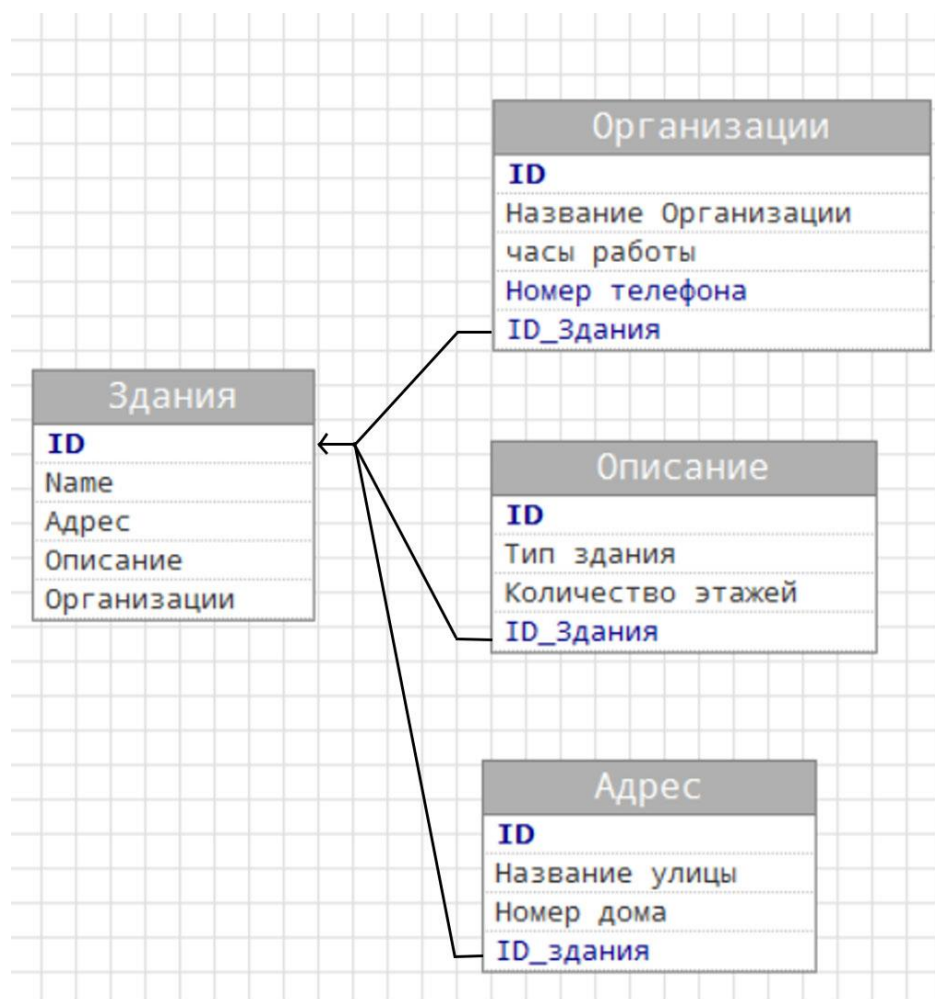 Организации
ID
Название Организации
часы работы
Номер телефона
ID_Здания
Здания
ID
Name
Адрес
Описание
Организации
Описание
ID
Тип здания
Количество этажей
ID_Здания
Адрес
ID
Название улицы
Номер дома
ID_здания